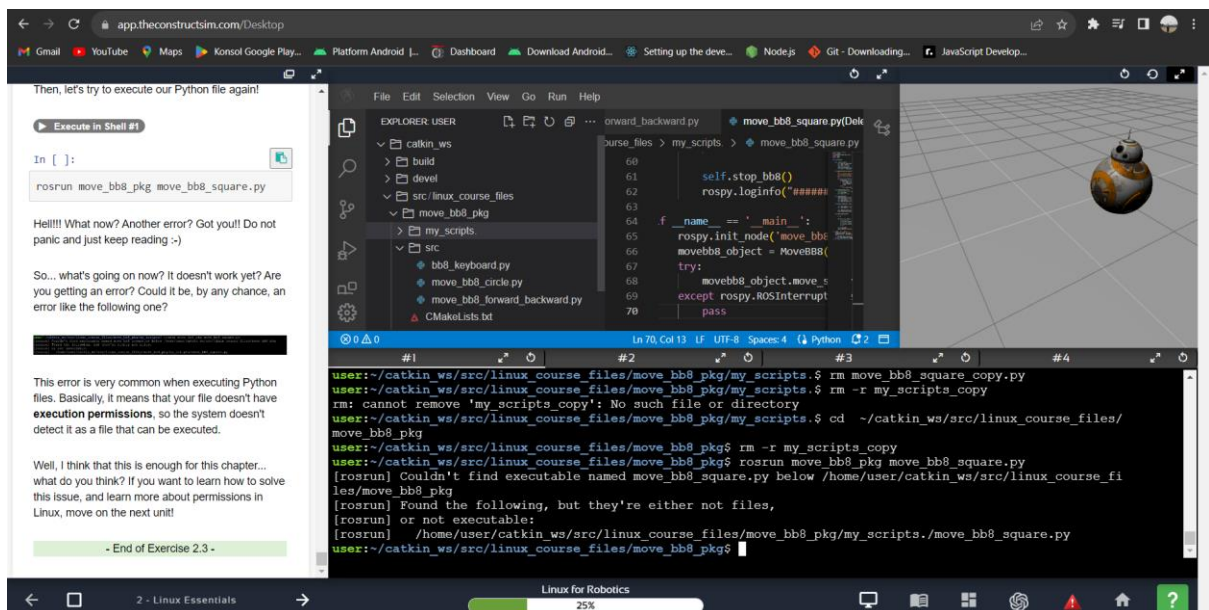 app.theconstructsim.com/Desktop
Gmail YouTube Maps Konsol Google Play... Platform Android |... Dashboard Download Android... Setting up the deve... Node.js Git - Downloading... JavaScript Develop...
Then, let's try to execute our Python file again!
Execute in Shell #1
In [ ]:
rosrun move_bb8_pkg move_bb8_square.py
Hell!!! What now? Another error? Got you!! Do not
panic and just keep reading :-)
So... what's going on now? It doesn't work yet? Are
you getting an error? Could it be, by any chance, an
error like the following one?
This error is very common when executing Python
files. Basically, it means that your file doesn't have
execution permissions, so the system doesn't
detect it as a file that can be executed.
Well, I think that this is enough for this chapter...
what do you think? If you want to learn how to solve
this issue, and learn more about permissions in
Linux, move on the next unit!
- End of Exercise 2.3 -
File Edit Selection View Go Run Help
EXPLORER: USER
catkin_ws
build
devel
src/linux_course_files
move_bb8_pkg
my_scripts.
src
bb8_keyboard.py
move_bb8_circle.py
move_bb8_forward_backward.py
CMakeLists.txt
orward_backward.py move_bb8_square.py(Dele
ourse_files > my_scripts. > move_bb8_square.py
60
61 self.stop_bb8()
62 rospy.loginfo("######
63
64 f __name__ == '__main__':
65 rospy.init_node('move_bb8
66 movebb8_object = MoveBB8(
67 try:
68 movebb8_object.move_s
69 except rospy.ROSInterrupt
70 pass
0 0 Ln 70, Col 13 LF UTF-8 Spaces: 4 Python 2
#1 #2 #3 #4
user:~/catkin_ws/src/linux_course_files/move_bb8_pkg/my_scripts.$ rm move_bb8_square_copy.py
user:~/catkin_ws/src/linux_course_files/move_bb8_pkg/my_scripts.$ rm -r my_scripts_copy
rm: cannot remove 'my_scripts_copy': No such file or directory
user:~/catkin_ws/src/linux_course_files/move_bb8_pkg/my_scripts.$ cd ~/catkin_ws/src/linux_course_files/
move_bb8_pkg
user:~/catkin_ws/src/linux_course_files/move_bb8_pkg$ rm -r my_scripts_copy
user:~/catkin_ws/src/linux_course_files/move_bb8_pkg$ rosrun move_bb8_pkg move_bb8_square.py
[rosrun] Couldn't find executable named move_bb8_square.py below /home/user/catkin_ws/src/linux_course_fi
les/move_bb8_pkg
[rosrun] Found the following, but they're either not files,
[rosrun] or not executable:
[rosrun] /home/user/catkin_ws/src/linux_course_files/move_bb8_pkg/my_scripts./move_bb8_square.py
user:~/catkin_ws/src/linux_course_files/move_bb8_pkg$
2 - Linux Essentials
Linux for Robotics
25%
?